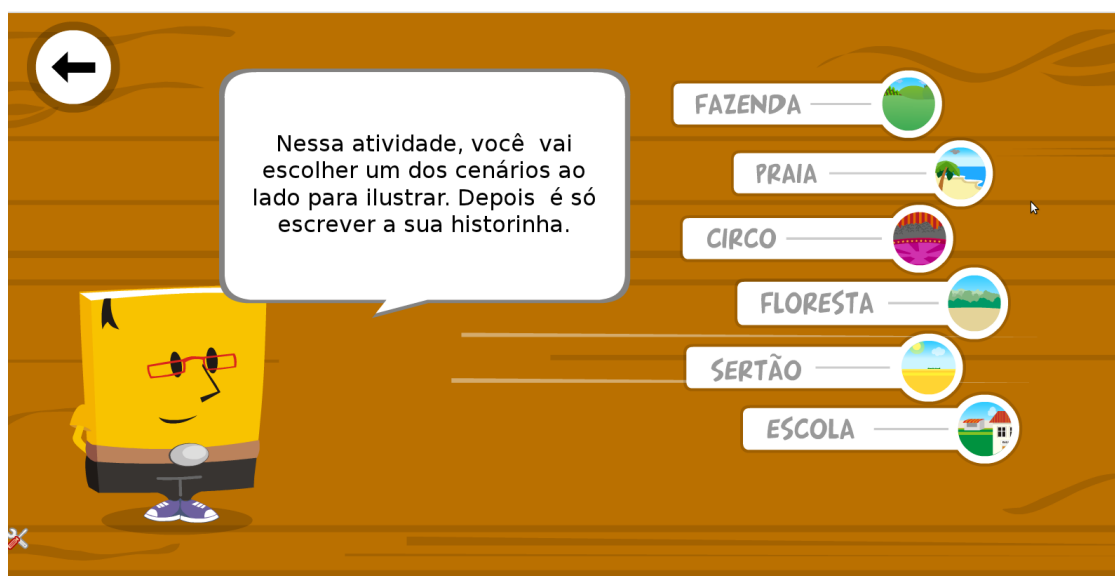 Nessa atividade, você vai
escolher um dos cenários ao
lado para ilustrar. Depois é só
escrever a sua historinha.
FAZENDA
PRAIA
CIRCO
FLORESTA
SERTÃO
ESCOLA